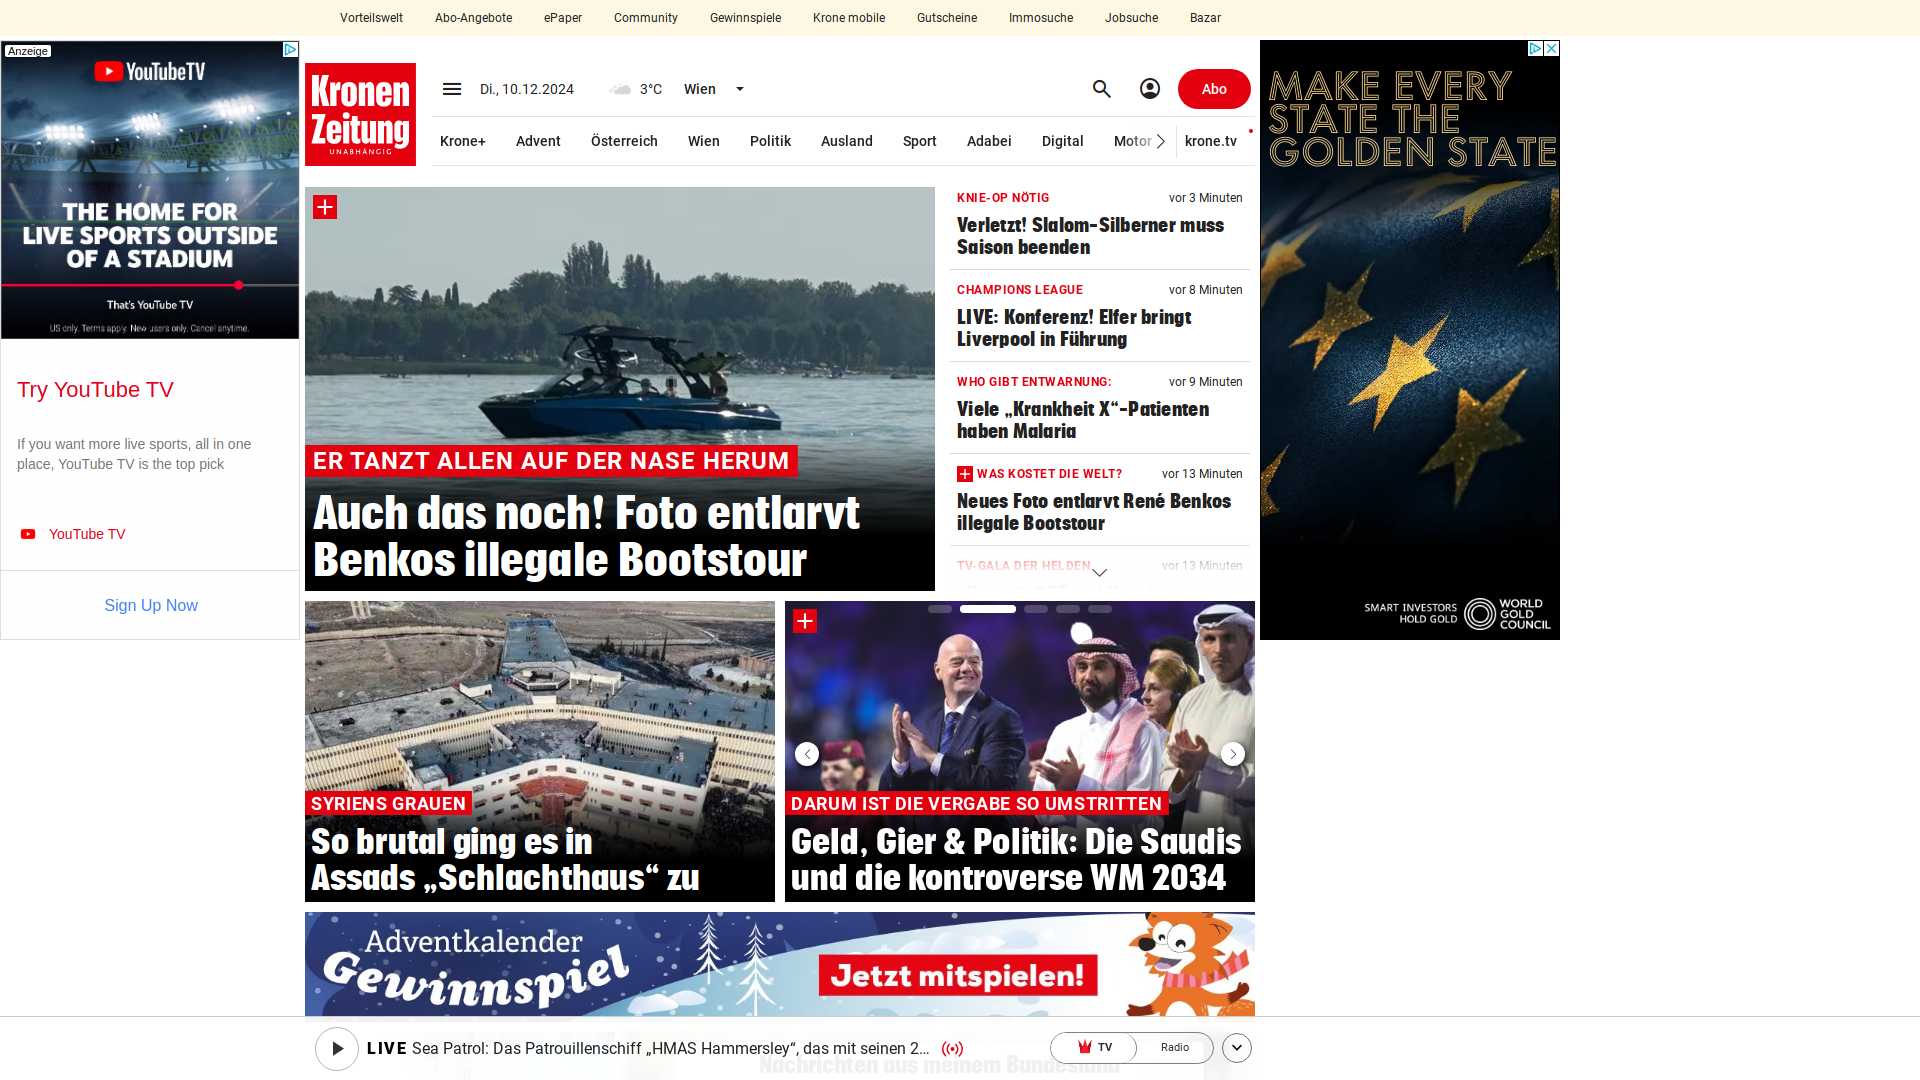 Vorteilswelt Abo-Angebote ePaper Community Gewinnspiele Krone mobile Gutscheine Immosuche Jobsuche Bazar
Anzeige
YouTubeTV
THE HOME FOR
LIVE SPORTS OUTSIDE
OF A STADIUM
That's YouTube TV
US only. Terms apply. New users only. Cancel anytime.
Try YouTube TV
If you want more live sports, all in one
place, YouTube TV is the top pick
YouTube TV
Sign Up Now
Kronen
Zeitung
UNABHÄNGIG
Di., 10.12.2024 3°C Wien
Abo
Krone+ Advent Österreich Wien Politik Ausland Sport Adabei Digital Motor krone.tv
ER TANZT ALLEN AUF DER NASE HERUM
Auch das noch! Foto entlarvt
Benkos illegale Bootstour
KNIE-OP NÖTIG vor 3 Minuten
Verletzt! Slalom-Silberner muss
Saison beenden
CHAMPIONS LEAGUE vor 8 Minuten
LIVE: Konferenz! Elfer bringt
Liverpool in Führung
WHO GIBT ENTWARNUNG: vor 9 Minuten
Viele „Krankheit X“-Patienten
haben Malaria
WAS KOSTET DIE WELT? vor 13 Minuten
Neues Foto entlarvt René Benkos
illegale Bootstour
TV-GALA DER HELDEN vor 13 Minuten
SYRIENS GRAUEN
So brutal ging es in
Assads „Schlachthaus“ zu
DARUM IST DIE VERGABE SO UMSTRITTEN
Geld, Gier & Politik: Die Saudis
und die kontroverse WM 2034
MAKE EVERY
STATE THE
GOLDEN STATE
SMART INVESTORS
HOLD GOLD
WORLD
GOLD
COUNCIL
Adventkalender
Gewinnspiel
Jetzt mitspielen!
LIVE Sea Patrol: Das Patrouillenschiff „HMAS Hammersley“, das mit seinen 2...
TV
Radio
Nachrichten aus meinem Bundesland